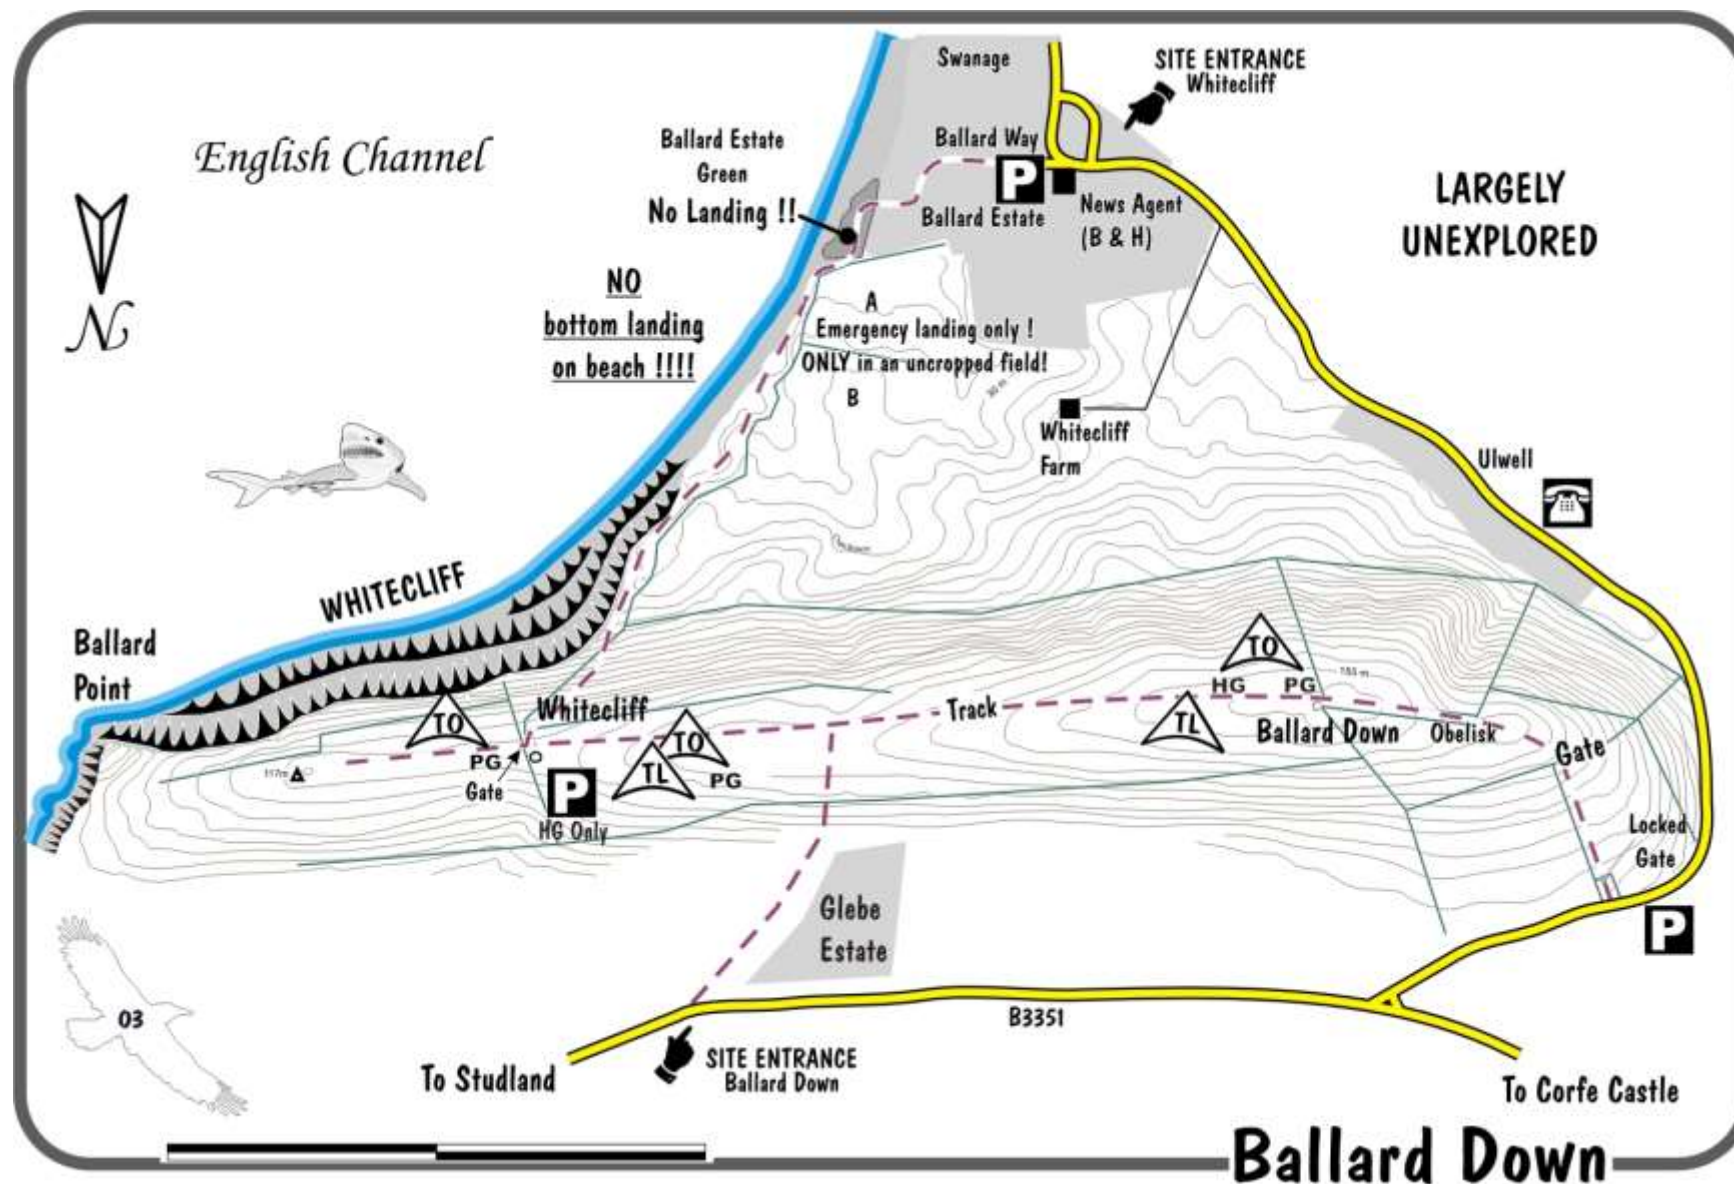 Swanage
SITE ENTRANCE
Whitecliff
English Channel
Ballard Estate
Green
No Landing !!
Ballard Way
P
Ballard Estate
News Agent
(B & H)
LARGELY
UNEXPLORED
N
NO
bottom landing
on beach !!!!
A
Emergency landing only !
ONLY in an uncropped field!
B
30 m
Whitecliff
Farm
Ulwell
WHITECLIFF
Ballard
Point
TO
PG
Gate
117m
Whitecliff
P
HG Only
TO
TL
PG
Track
TO
HG
PG
TL
155 m
Ballard Down
Obelisk
Gate
Locked
Gate
P
Glebe
Estate
03
B3351
To Studland
SITE ENTRANCE
Ballard Down
To Corfe Castle
Ballard Down